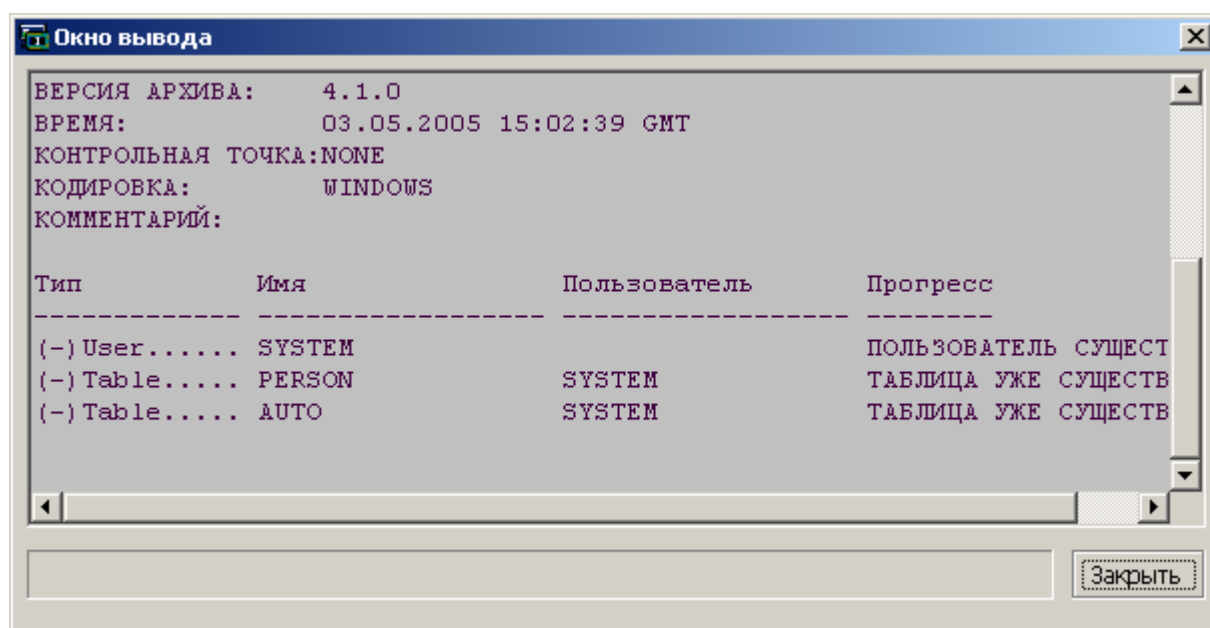 Окно вывода
ВЕРСИЯ АРХИВА: 4.1.0
ВРЕМЯ: 03.05.2005 15:02:39 GMT
КОНТРОЛЬНАЯ ТОЧКА:NONE
КОДИРОВКА: WINDOWS
КОММЕНТАРИЙ:
Тип Имя Пользователь Прогресс
------------- ------------------ ------------------ --------
(-)User...... SYSTEM ПОЛЬЗОВАТЕЛЬ СУЩЕСТ
(-)Table..... PERSON SYSTEM ТАБЛИЦА УЖЕ СУЩЕСТВ
(-)Table..... AUTO SYSTEM ТАБЛИЦА УЖЕ СУЩЕСТВ
Закрыть